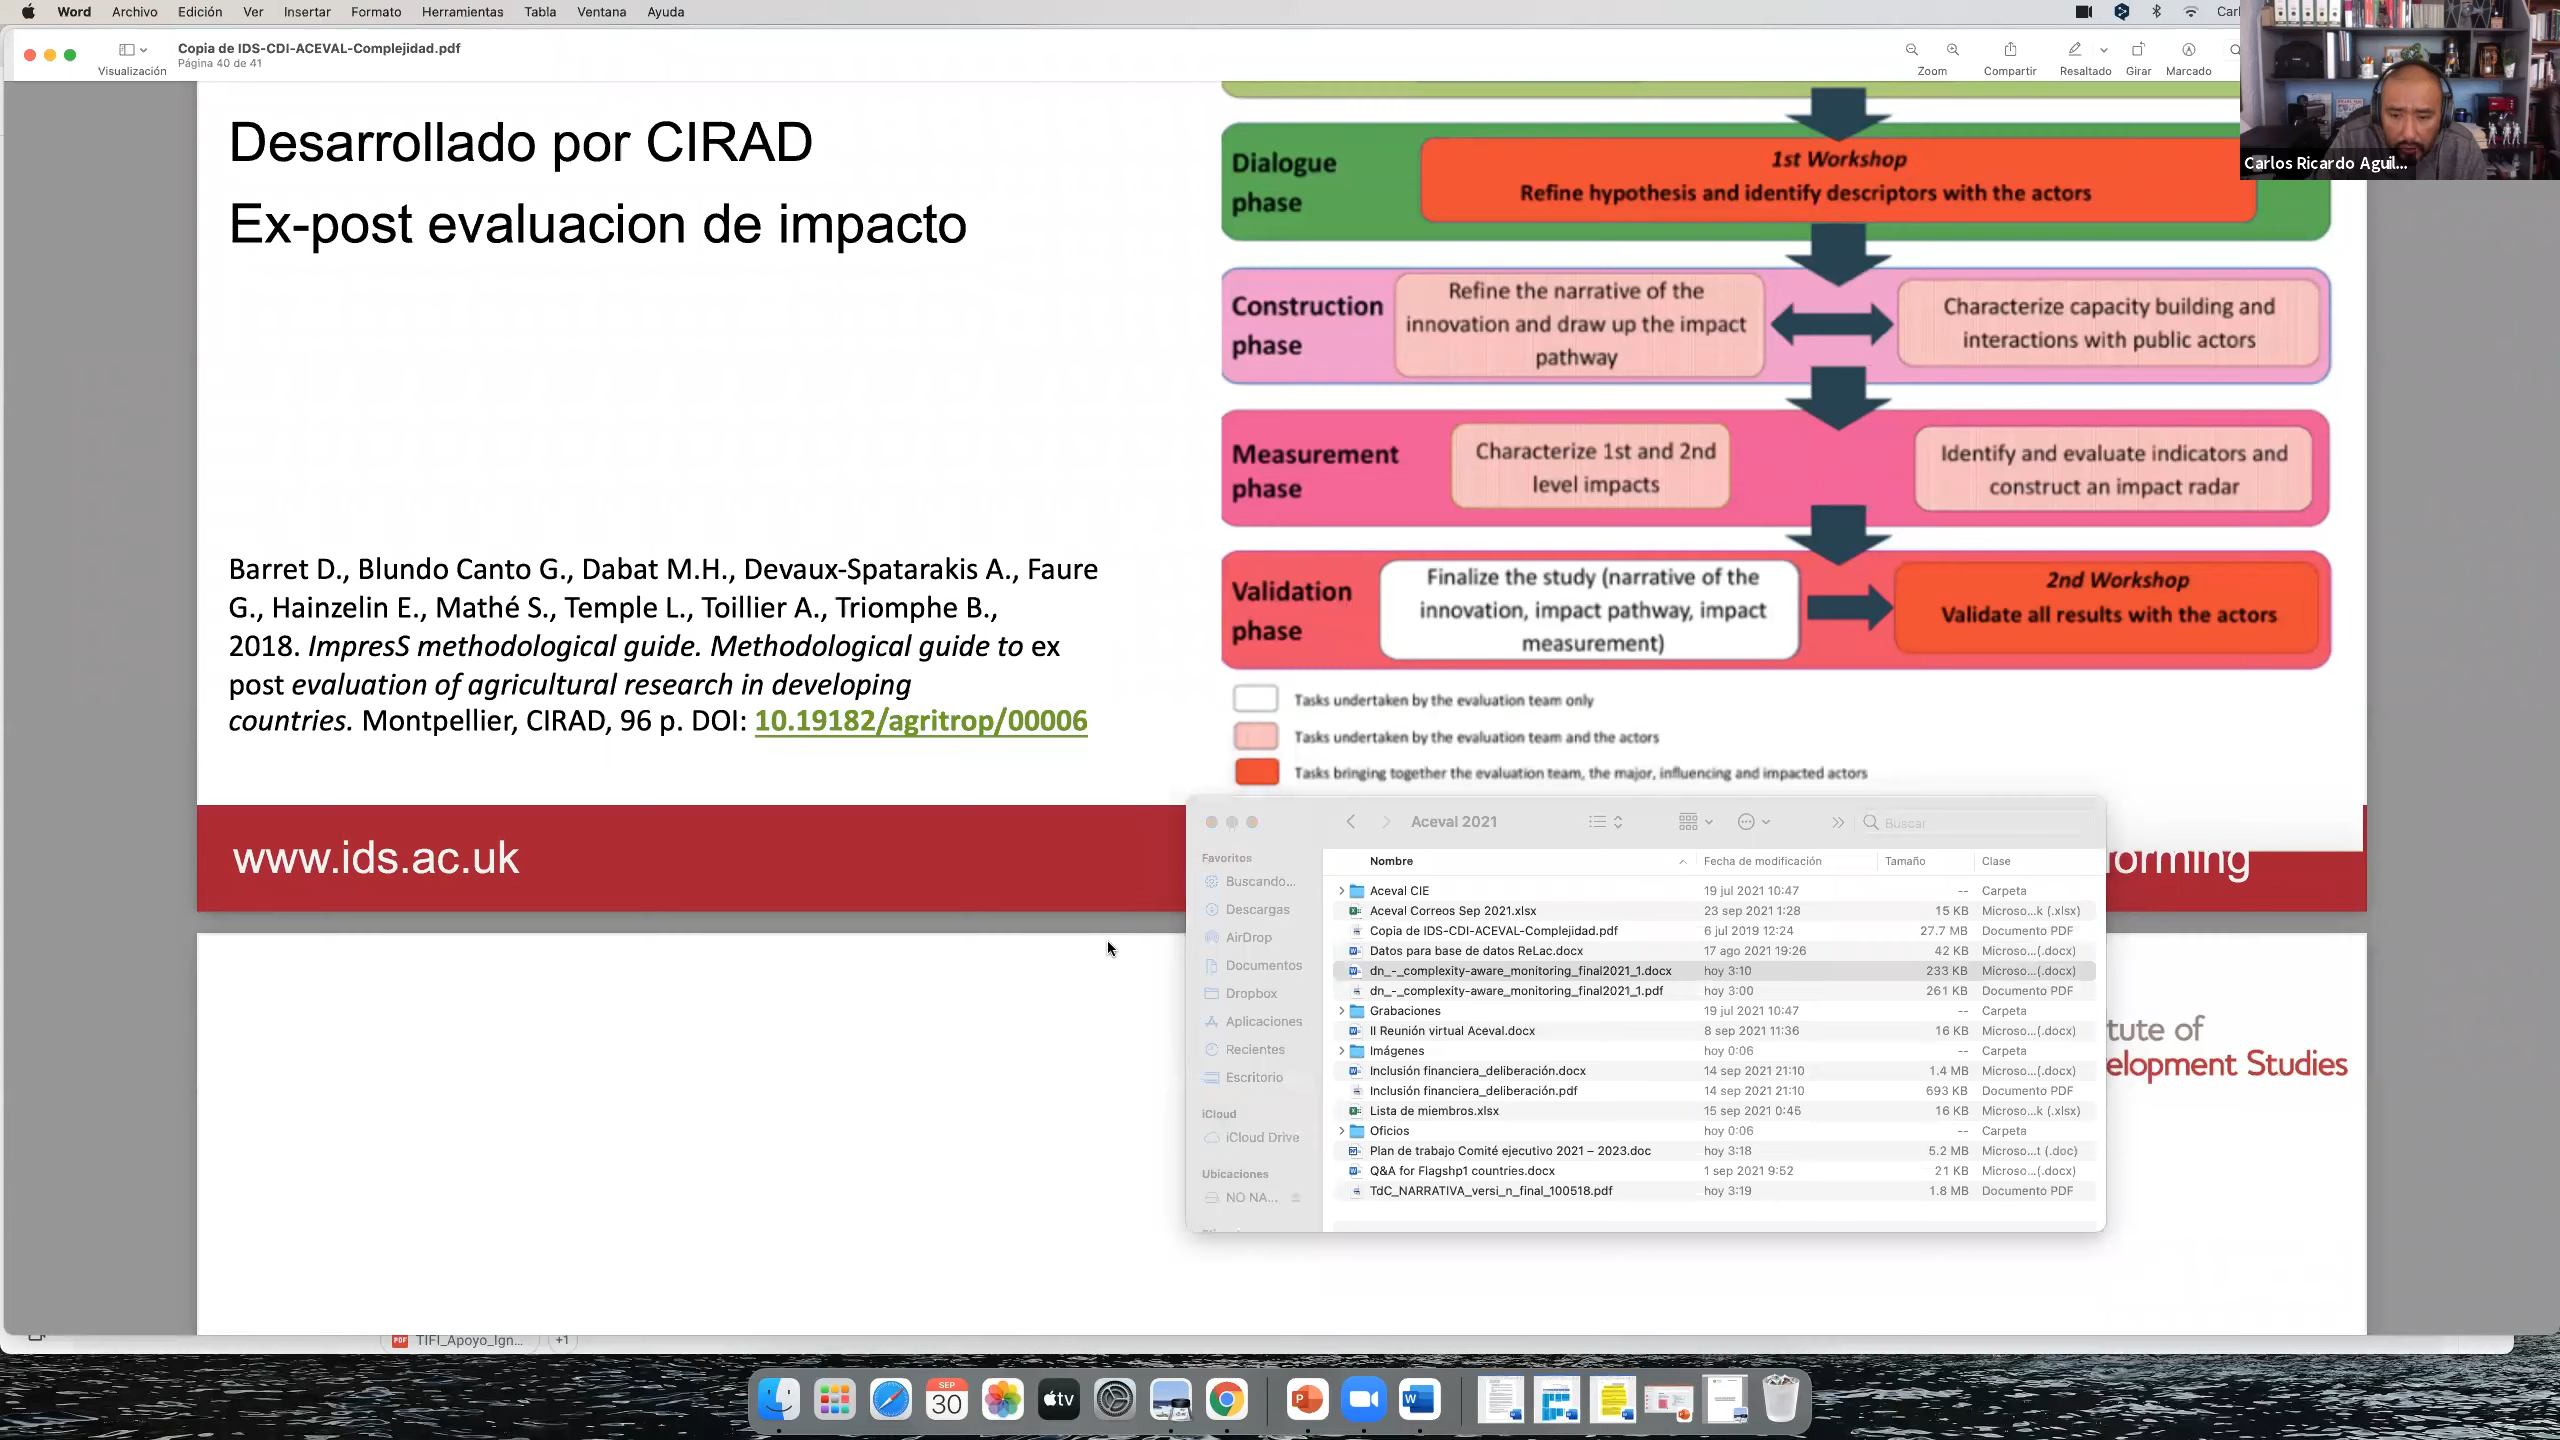 Word Archivo Edición Ver Insertar Formato Herramientas Tabla Ventana Ayuda
Copia de IDS-CDI-ACEVAL-Complejidad.pdf
Página 40 de 41
Visualización Zoom Compartir Resaltado Girar Marcado
Carlos Ricardo Aguil...
Desarrollado por CIRAD
Ex-post evaluacion de impacto
Barret D., Blundo Canto G., Dabat M.H., Devaux-Spatarakis A., Faure
G., Hainzelin E., Mathé S., Temple L., Toillier A., Triomphe B.,
2018. ImpresS methodological guide. Methodological guide to ex
post evaluation of agricultural research in developing
countries. Montpellier, CIRAD, 96 p. DOI: 10.19182/agritrop/00006
Dialogue
phase
1st Workshop
Refine hypothesis and identify descriptors with the actors
Construction
phase
Refine the narrative of the
innovation and draw up the impact
pathway
Characterize capacity building and
interactions with public actors
Measurement
phase
Characterize 1st and 2nd
level impacts
Identify and evaluate indicators and
construct an impact radar
Validation
phase
Finalize the study (narrative of the
innovation, impact pathway, impact
measurement)
2nd Workshop
Validate all results with the actors
Tasks undertaken by the evaluation team only
Tasks undertaken by the evaluation team and the actors
Tasks bringing together the evaluation team, the major, influencing and impacted actors
www.ids.ac.uk
Aceval 2021
Buscar
Favoritos
Buscando...
Descargas
AirDrop
Documentos
Dropbox
Aplicaciones
Recientes
Escritorio
iCloud
iCloud Drive
Ubicaciones
NO NA...
Nombre Fecha de modificación Tamaño Clase
Aceval CIE 19 jul 2021 10:47 -- Carpeta
Aceval Correos Sep 2021.xlsx 23 sep 2021 1:28 15 KB Microso...k (.xlsx)
Copia de IDS-CDI-ACEVAL-Complejidad.pdf 6 jul 2019 12:24 27.7 MB Documento PDF
Datos para base de datos ReLac.docx 17 ago 2021 19:26 42 KB Microso...(.docx)
dn_-_complexity-aware_monitoring_final2021_1.docx hoy 3:10 233 KB Microso...(.docx)
dn_-_complexity-aware_monitoring_final2021_1.pdf hoy 3:00 261 KB Documento PDF
Grabaciones 19 jul 2021 10:47 -- Carpeta
II Reunión virtual Aceval.docx 8 sep 2021 11:36 16 KB Microso...(.docx)
Imágenes hoy 0:06 -- Carpeta
Inclusión financiera_deliberación.docx 14 sep 2021 21:10 1.4 MB Microso...(.docx)
Inclusión financiera_deliberación.pdf 14 sep 2021 21:10 693 KB Documento PDF
Lista de miembros.xlsx 15 sep 2021 0:45 16 KB Microso...k (.xlsx)
Oficios hoy 0:06 -- Carpeta
Plan de trabajo Comité ejecutivo 2021 – 2023.doc hoy 3:18 5.2 MB Microso...t (.doc)
Q&A for Flagshp1 countries.docx 1 sep 2021 9:52 21 KB Microso...(.docx)
TdC_NARRATIVA_versi_n_final_100518.pdf hoy 3:19 1.8 MB Documento PDF
orming
tute of
elopment Studies
PDF TIFI_Apoyo_Ign... +1
SEP
30
tv